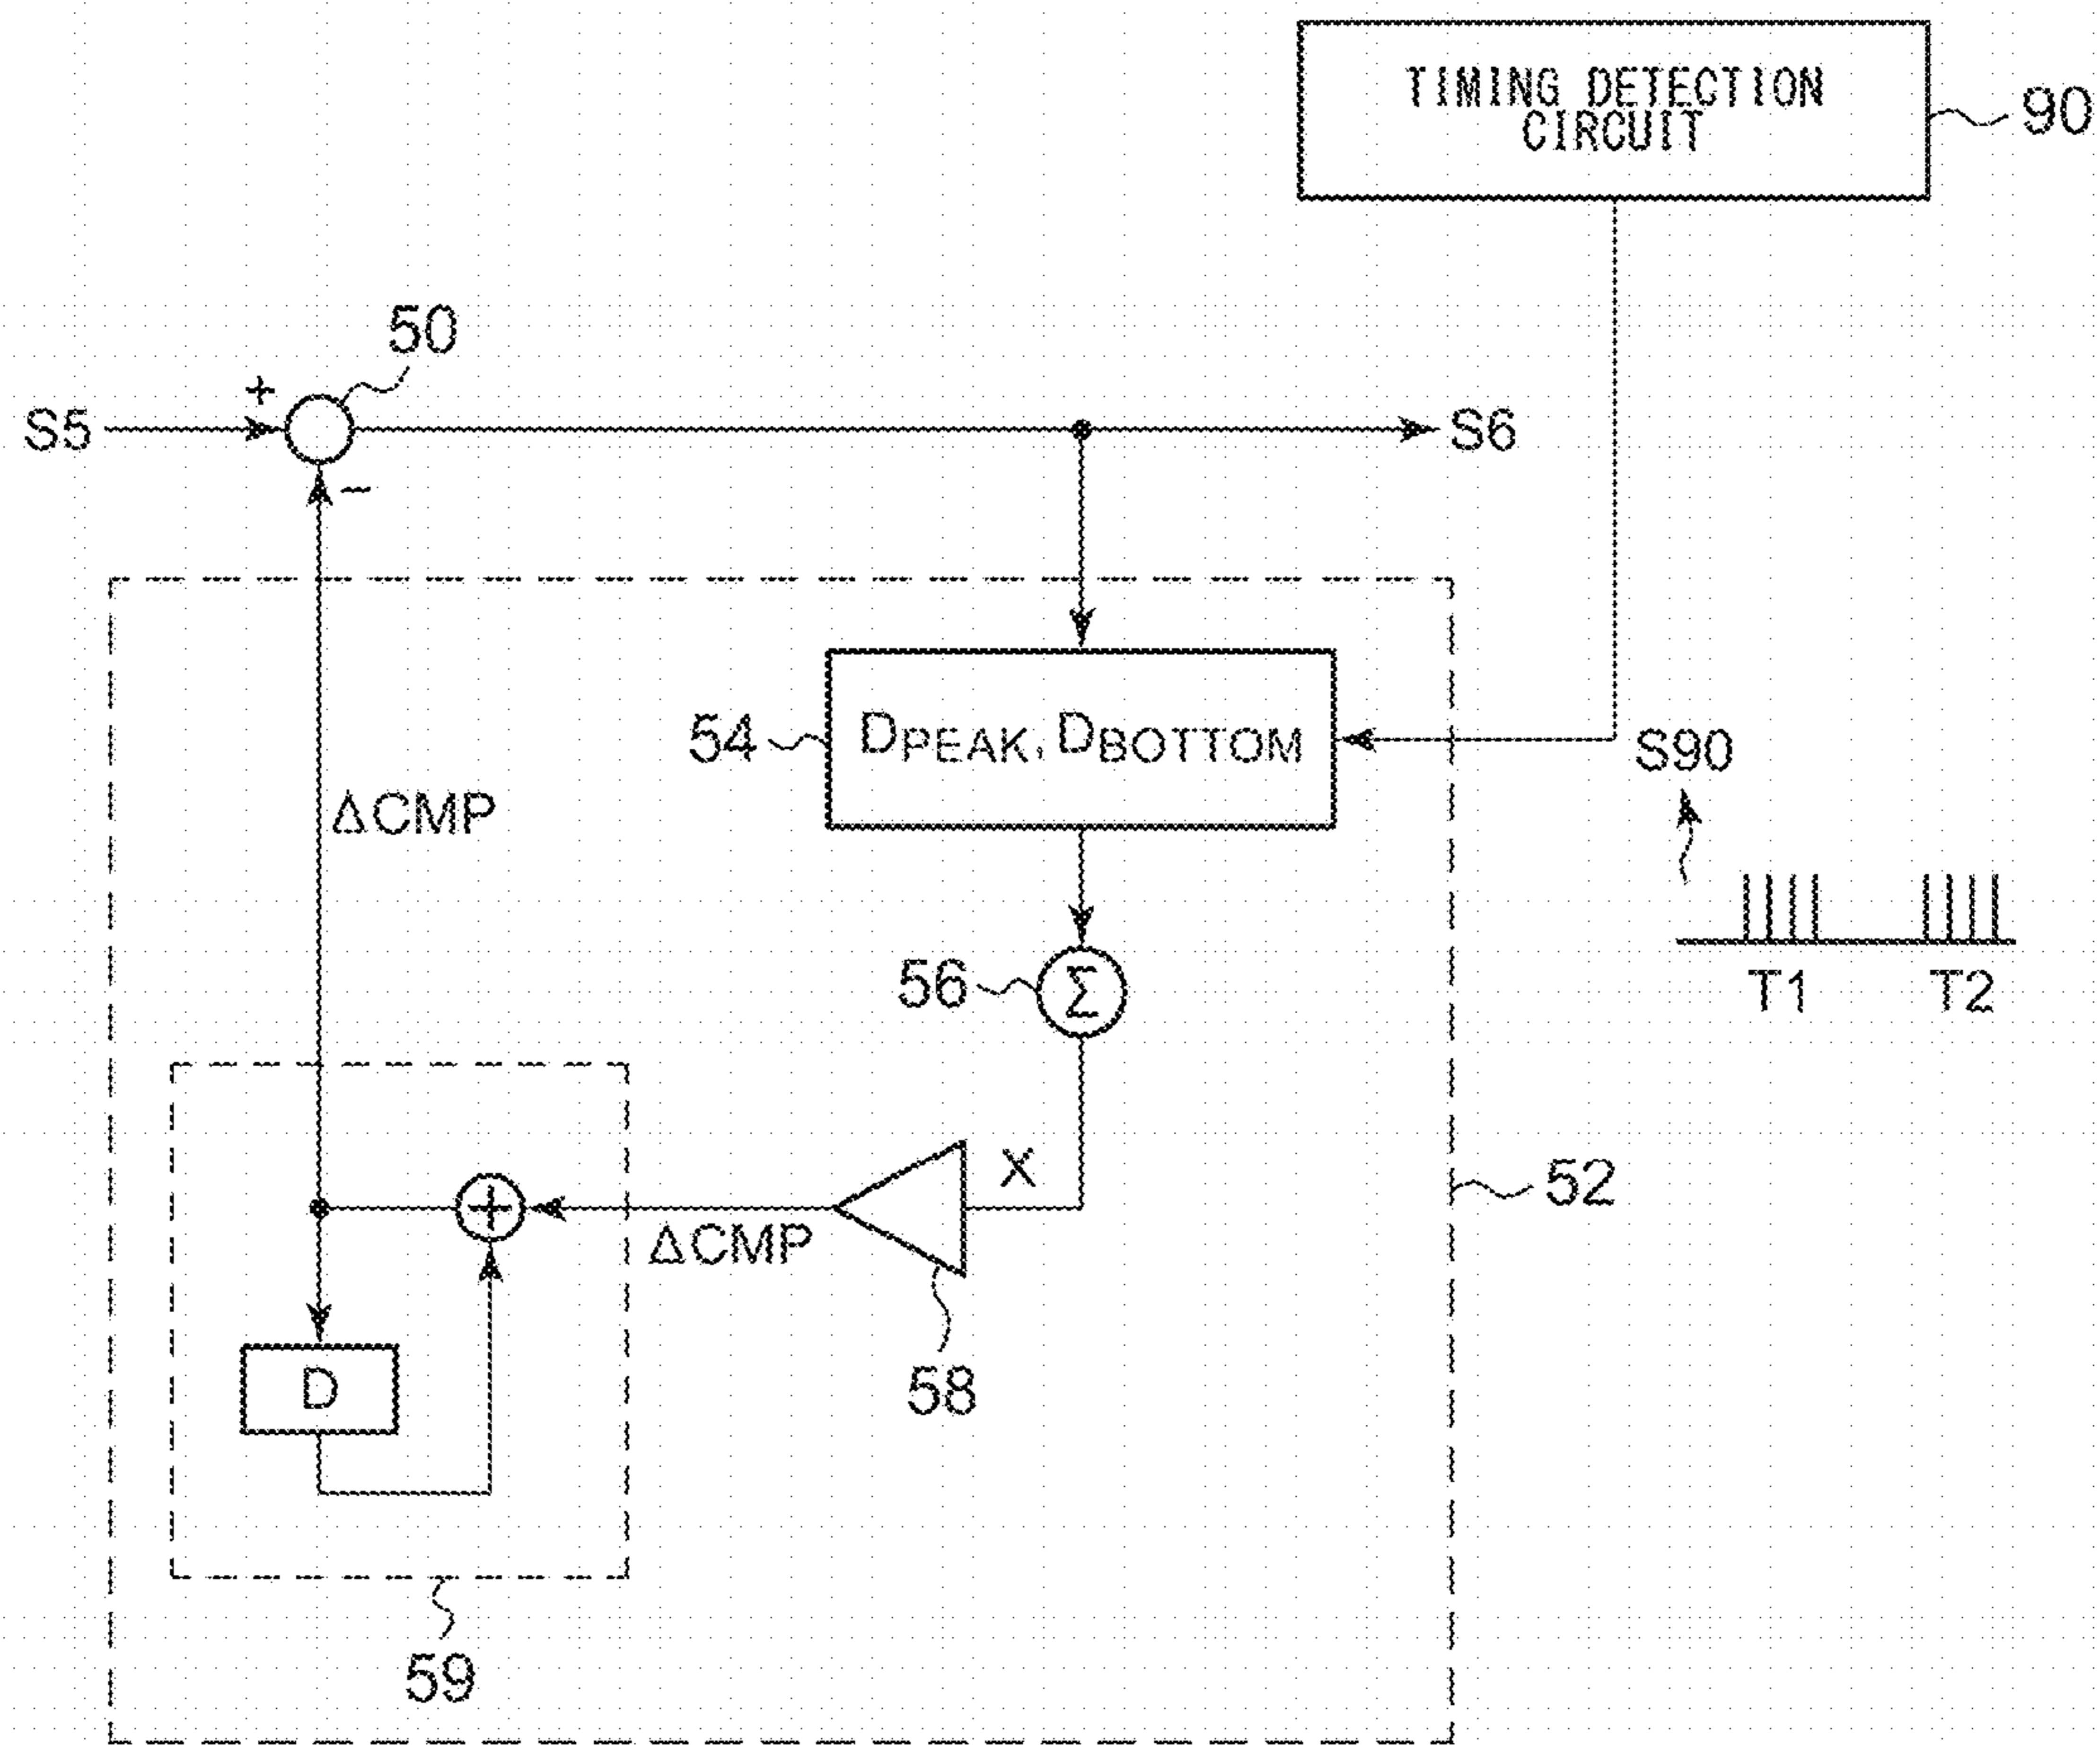 TIMING DETECTION
CIRCUIT
90
50
+
S5
S6
−
54
DPEAK, DBOTTOM
S90
ΔCMP
T1 T2
56
Σ
X
52
+
ΔCMP
58
D
59